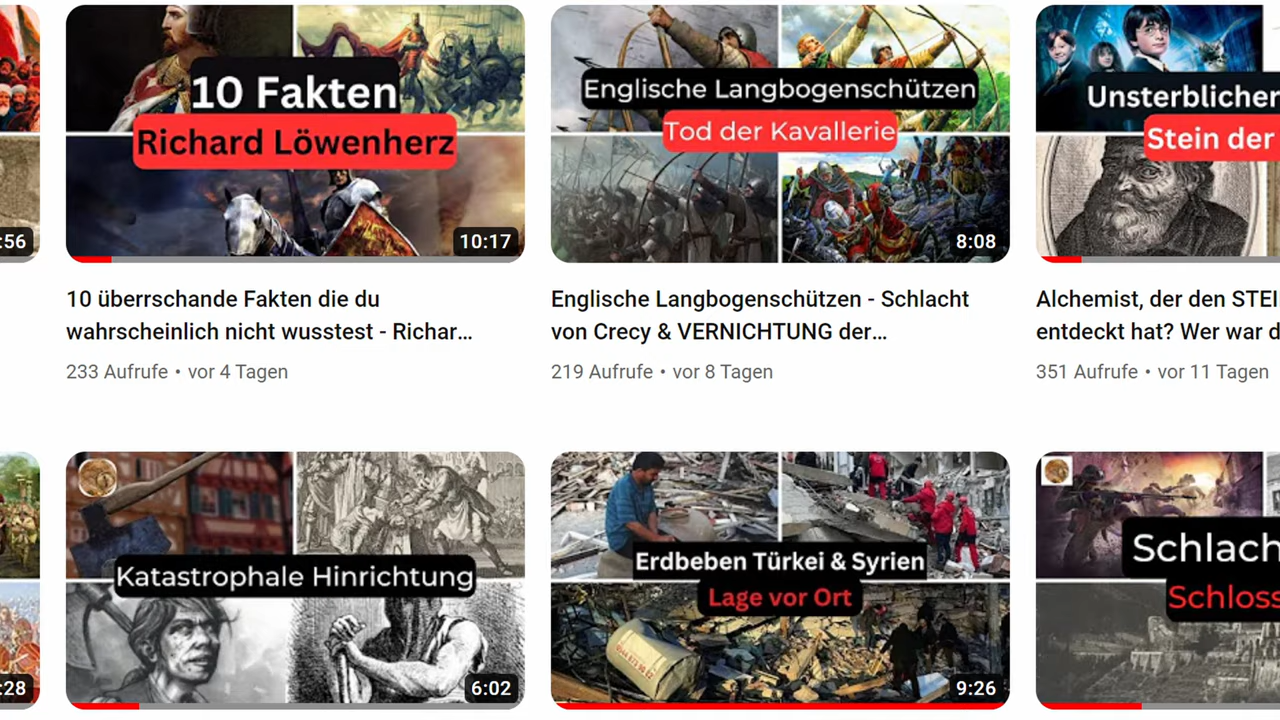 :56
10 Fakten
Richard Löwenherz
10:17
Englische Langbogenschützen
Tod der Kavallerie
8:08
Unsterblicher
Stein der
10 überrschande Fakten die du
wahrscheinlich nicht wusstest - Richar...
233 Aufrufe • vor 4 Tagen
Englische Langbogenschützen - Schlacht
von Crecy & VERNICHTUNG der...
219 Aufrufe • vor 8 Tagen
Alchemist, der den STEI
entdeckt hat? Wer war d
351 Aufrufe • vor 11 Tagen
:28
Katastrophale Hinrichtung
6:02
Erdbeben Türkei & Syrien
Lage vor Ort
9:26
Schlach
Schloss